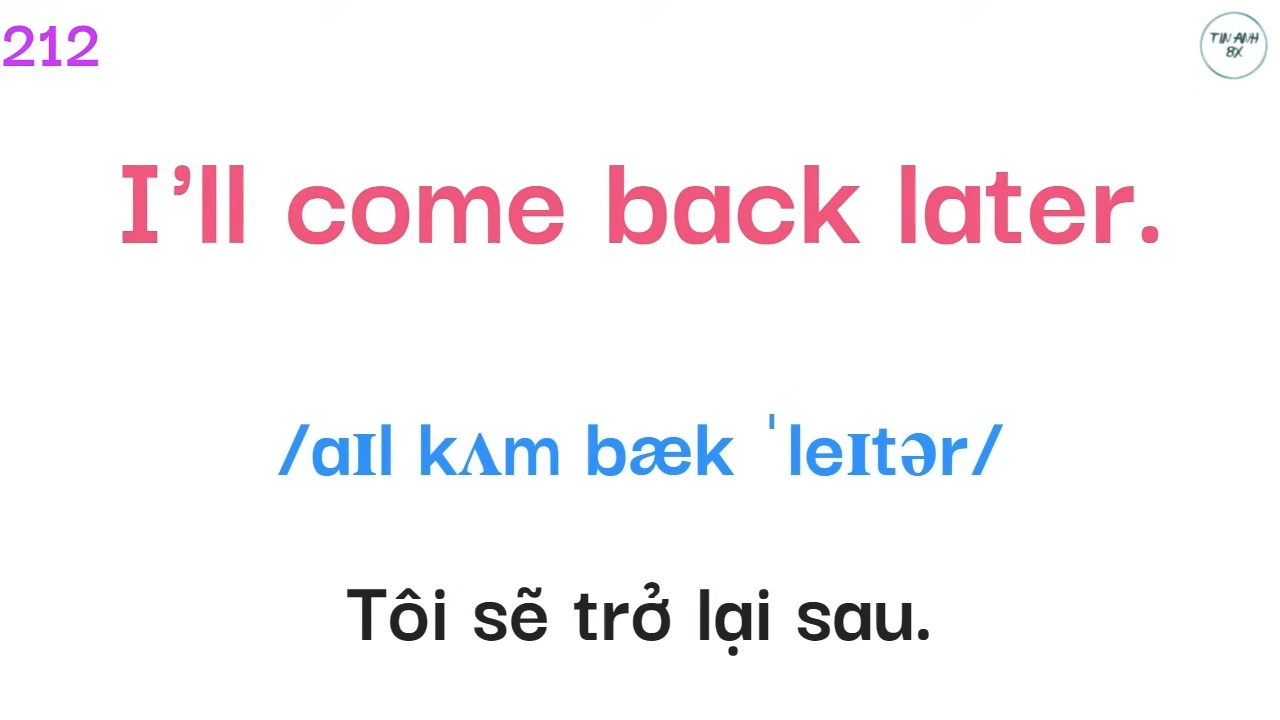 212
TIN ANH
8X
I’ll come back later.
/aɪl kʌm bæk ˈleɪtər/
Tôi sẽ trở lại sau.